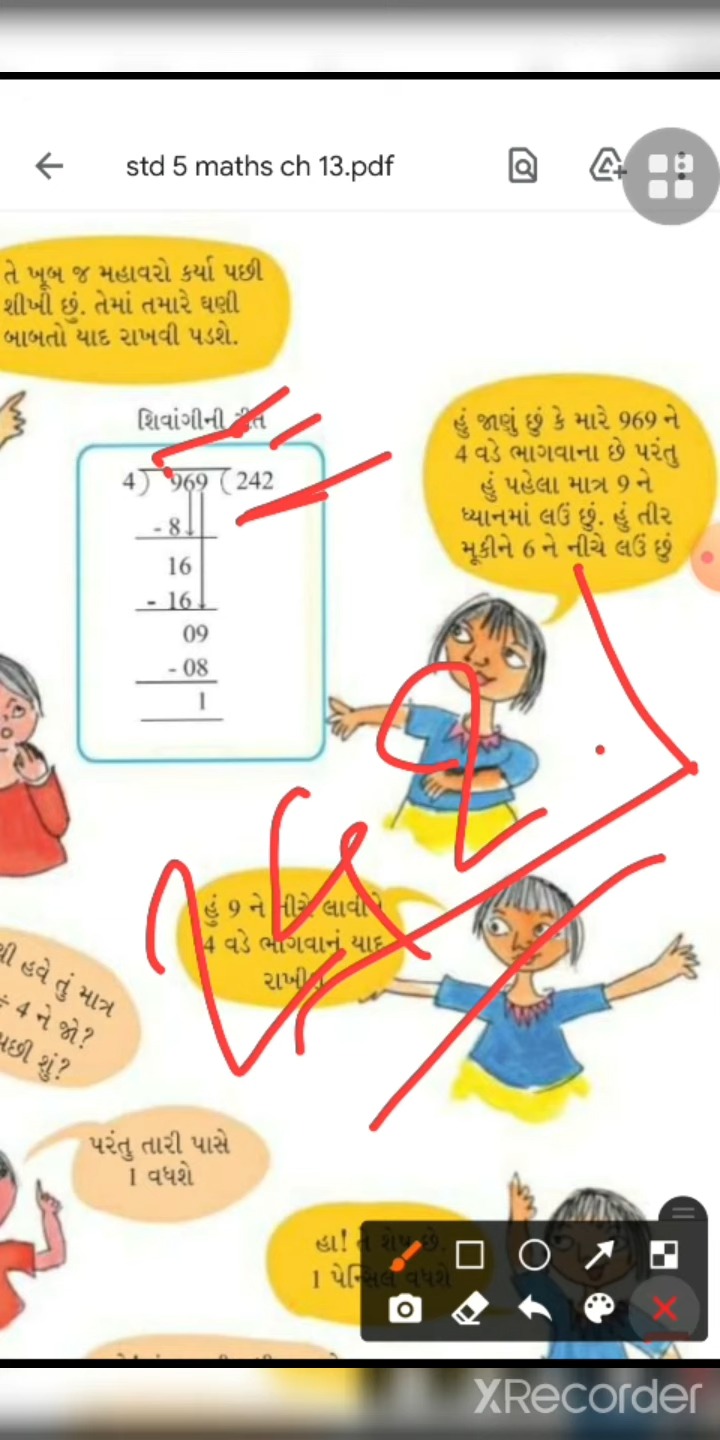 std 5 maths ch 13.pdf
તે ખૂબ જ મહાવરો કર્યા પછી
શીખી છું. તેમાં તમારે ઘણી
બાબતો યાદ રાખવી પડશે.
શિવાંગીની રીત
4) 969 (242
- 8
16
- 16
09
- 08
1
હું જાણું છું કે મારે 969 ને
4 વડે ભાગવાના છે પરંતુ
હું પહેલા માત્ર 9 ને
ધ્યાનમાં લઉં છું. હું તીર
મૂકીને 6 ને નીચે લઉં છું
હું 9 ને નીચે લાવીને
4 વડે ભાગવાનું યાદ
રાખીશ
હવે તું માત્ર
÷ 4 ને જો?
પછી શું?
પરંતુ તારી પાસે
1 વધશે
હા! તે શેષ છે.
1 પેન્સિલ વધશે
XRecorder